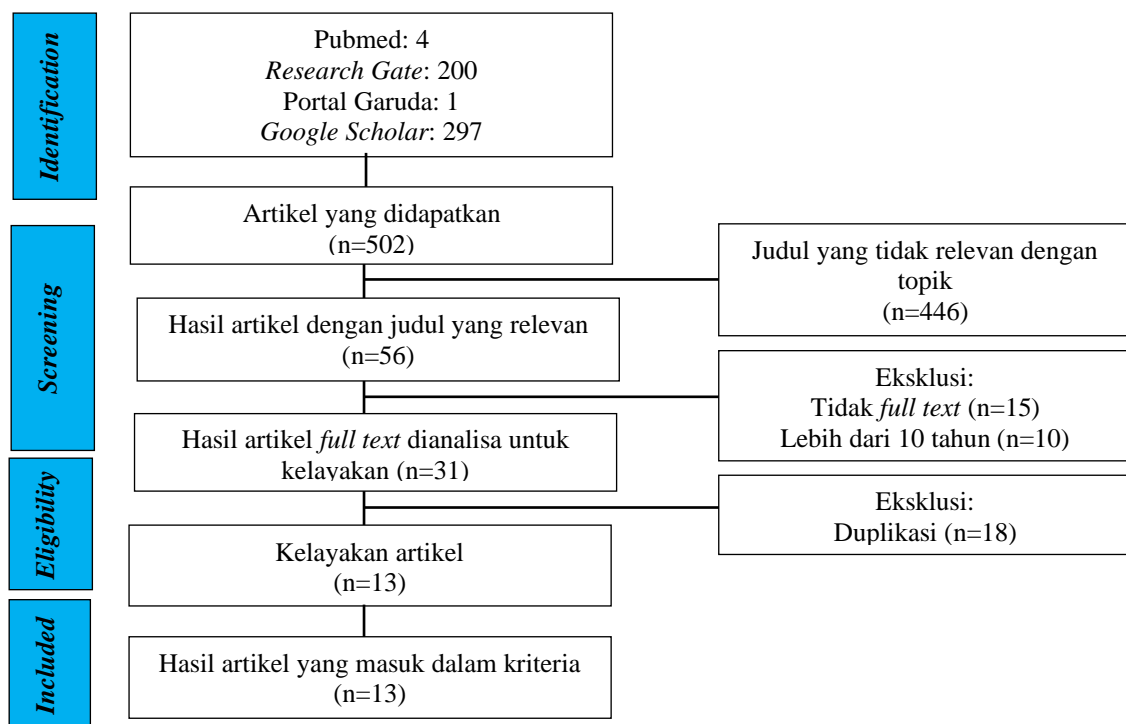 Identification
Pubmed: 4
Research Gate: 200
Portal Garuda: 1
Google Scholar: 297
Artikel yang didapatkan
(n=502)
Screening
Judul yang tidak relevan dengan
topik
(n=446)
Hasil artikel dengan judul yang relevan
(n=56)
Eksklusi:
Tidak full text (n=15)
Lebih dari 10 tahun (n=10)
Hasil artikel full text dianalisa untuk
kelayakan (n=31)
Eligibility
Eksklusi:
Duplikasi (n=18)
Kelayakan artikel
(n=13)
Included
Hasil artikel yang masuk dalam kriteria
(n=13)